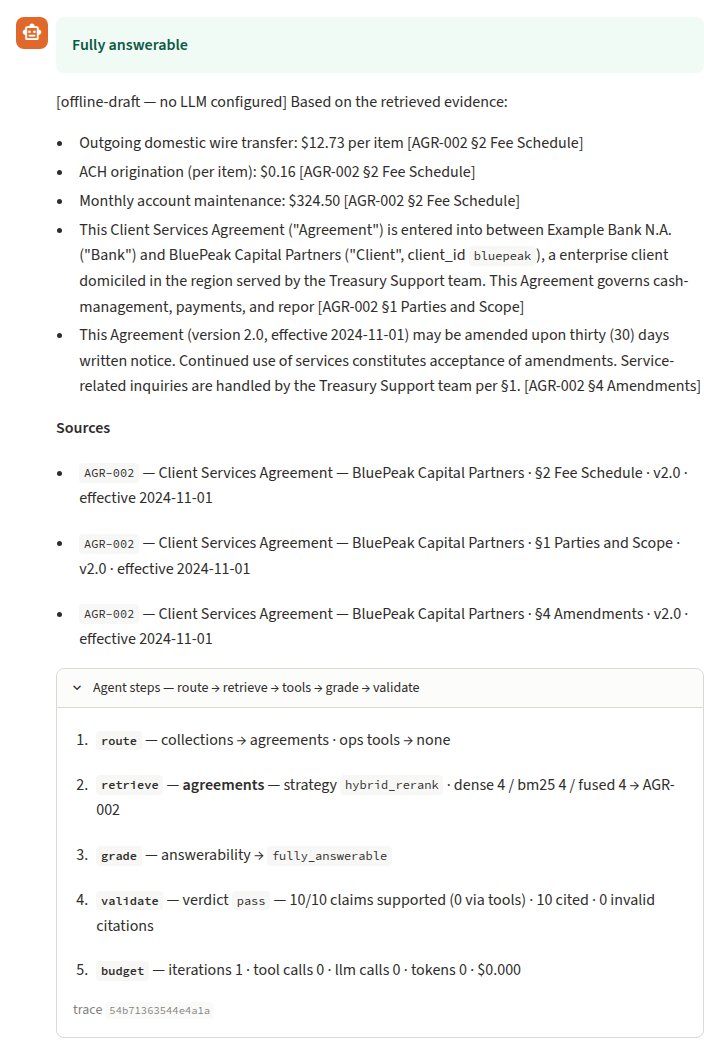 Fully answerable
[offline-draft — no LLM configured] Based on the retrieved evidence:
• Outgoing domestic wire transfer: $12.73 per item [AGR-002 §2 Fee Schedule]
• ACH origination (per item): $0.16 [AGR-002 §2 Fee Schedule]
• Monthly account maintenance: $324.50 [AGR-002 §2 Fee Schedule]
• This Client Services Agreement ("Agreement") is entered into between Example Bank N.A.
("Bank") and BluePeak Capital Partners ("Client", client_id bluepeak ), a enterprise client
domiciled in the region served by the Treasury Support team. This Agreement governs cash-
management, payments, and repor [AGR-002 §1 Parties and Scope]
• This Agreement (version 2.0, effective 2024-11-01) may be amended upon thirty (30) days
written notice. Continued use of services constitutes acceptance of amendments. Service-
related inquiries are handled by the Treasury Support team per §1. [AGR-002 §4 Amendments]
Sources
• AGR-002 — Client Services Agreement — BluePeak Capital Partners · §2 Fee Schedule · v2.0 ·
effective 2024-11-01
• AGR-002 — Client Services Agreement — BluePeak Capital Partners · §1 Parties and Scope ·
v2.0 · effective 2024-11-01
• AGR-002 — Client Services Agreement — BluePeak Capital Partners · §4 Amendments · v2.0 ·
effective 2024-11-01
Agent steps — route → retrieve → tools → grade → validate
1. route — collections → agreements · ops tools → none
2. retrieve — agreements — strategy hybrid_rerank · dense 4 / bm25 4 / fused 4 → AGR-
002
3. grade — answerability → fully_answerable
4. validate — verdict pass — 10/10 claims supported (0 via tools) · 10 cited · 0 invalid
citations
5. budget — iterations 1 · tool calls 0 · llm calls 0 · tokens 0 · $0.000
trace 54b71363544e4a1a